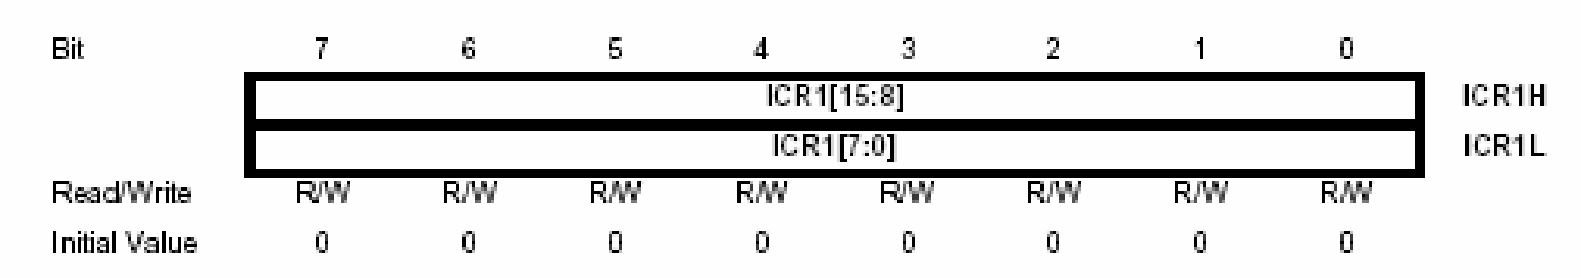 Bit 7 6 5 4 3 2 1 0
ICR1[15:8] ICR1H
ICR1[7:0] ICR1L
Read/Write R/W R/W R/W R/W R/W R/W R/W R/W
Initial Value 0 0 0 0 0 0 0 0